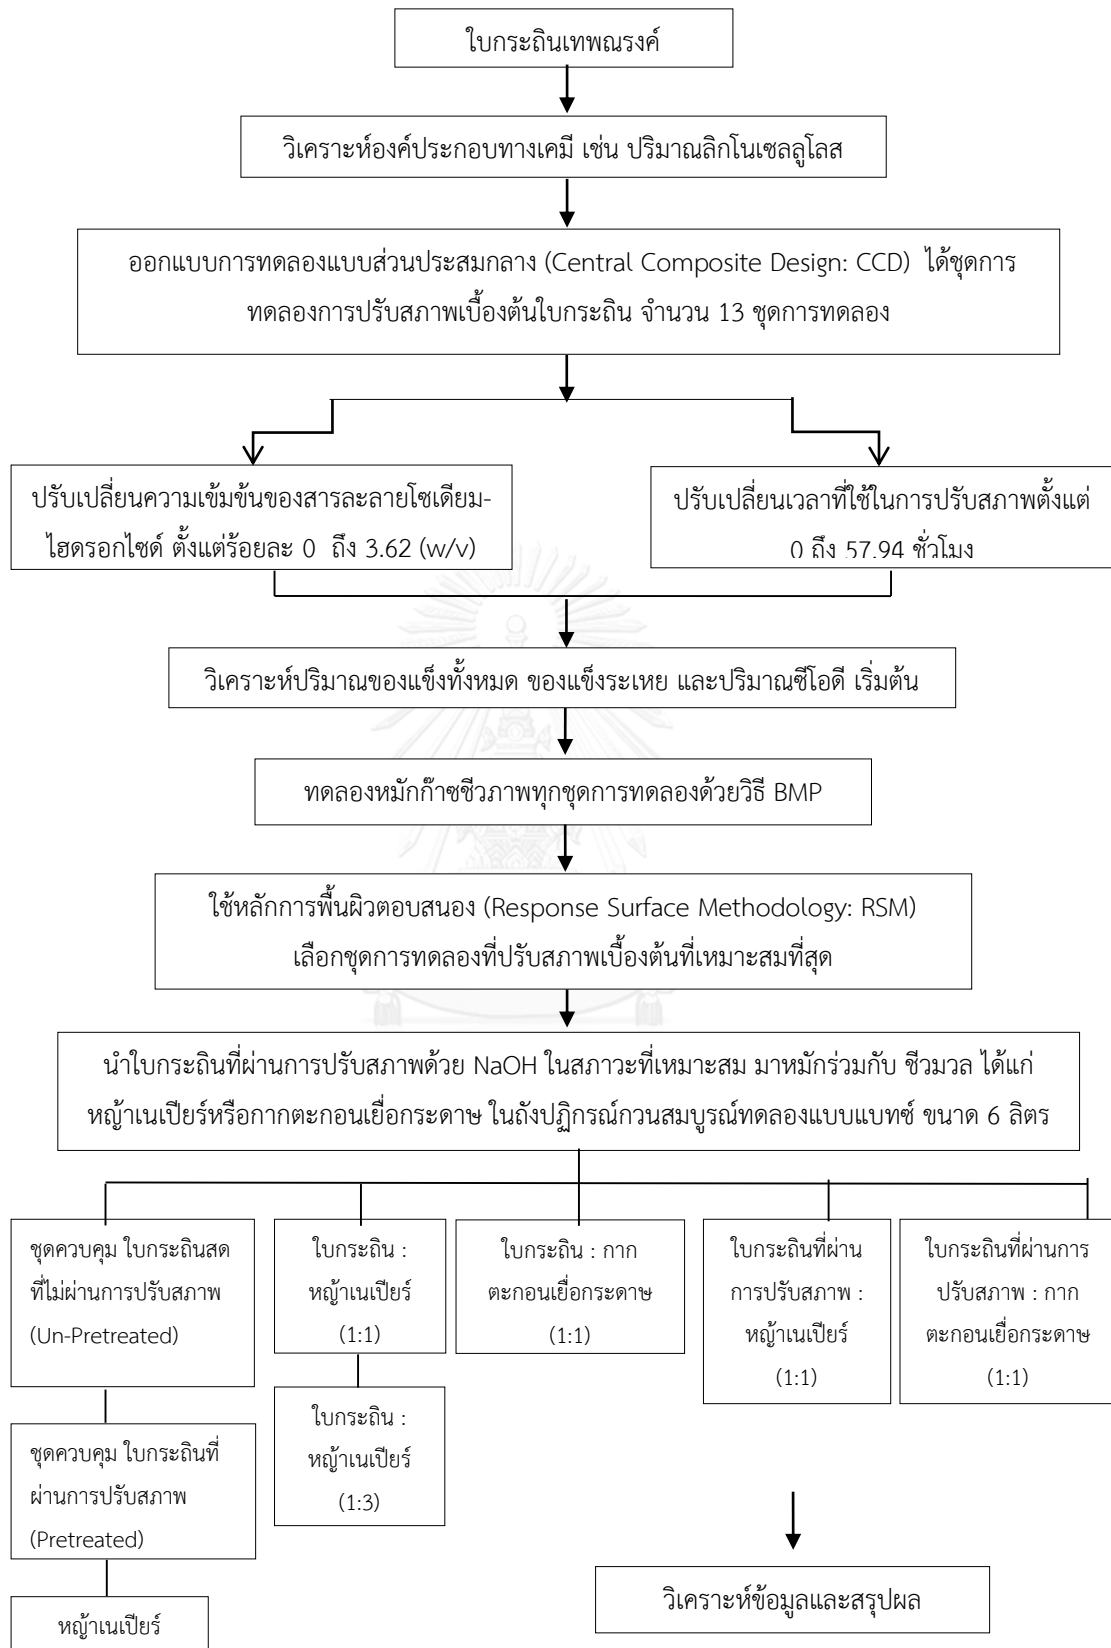 ใบกระถินเทพณรงค์
วิเคราะห์องค์ประกอบทางเคมี เช่น ปริมาณลิกโนเซลลูโลส
ออกแบบการทดลองแบบส่วนประสมกลาง (Central Composite Design: CCD) ได้ชุดการ
ทดลองการปรับสภาพเบื้องต้นใบกระถิน จำนวน 13 ชุดการทดลอง
ปรับเปลี่ยนความเข้มข้นของสารละลายโซเดียม-
ไฮดรอกไซด์ ตั้งแต่ร้อยละ 0 ถึง 3.62 (w/v)
ปรับเปลี่ยนเวลาที่ใช้ในการปรับสภาพตั้งแต่
0 ถึง 57.94 ชั่วโมง
วิเคราะห์ปริมาณของแข็งทั้งหมด ของแข็งระเหย และปริมาณซีโอดี เริ่มต้น
ทดลองหมักก๊าซชีวภาพทุกชุดการทดลองด้วยวิธี BMP
ใช้หลักการพื้นผิวตอบสนอง (Response Surface Methodology: RSM)
เลือกชุดการทดลองที่ปรับสภาพเบื้องต้นที่เหมาะสมที่สุด
นำใบกระถินที่ผ่านการปรับสภาพด้วย NaOH ในสภาวะที่เหมาะสม มาหมักร่วมกับ ชีวมวล ได้แก่
หญ้าเนเปียร์หรือกากตะกอนเยื่อกระดาษ ในถังปฏิกรณ์กวนสมบูรณ์ทดลองแบบแบทซ์ ขนาด 6 ลิตร
ชุดควบคุม ใบกระถินสด
ที่ไม่ผ่านการปรับสภาพ
(Un-Pretreated)
ใบกระถิน :
หญ้าเนเปียร์
(1:1)
ใบกระถิน : กาก
ตะกอนเยื่อกระดาษ
(1:1)
ใบกระถินที่ผ่าน
การปรับสภาพ :
หญ้าเนเปียร์
(1:1)
ใบกระถินที่ผ่านการ
ปรับสภาพ : กาก
ตะกอนเยื่อกระดาษ
(1:1)
ชุดควบคุม ใบกระถินที่
ผ่านการปรับสภาพ
(Pretreated)
ใบกระถิน :
หญ้าเนเปียร์
(1:3)
หญ้าเนเปียร์
วิเคราะห์ข้อมูลและสรุปผล